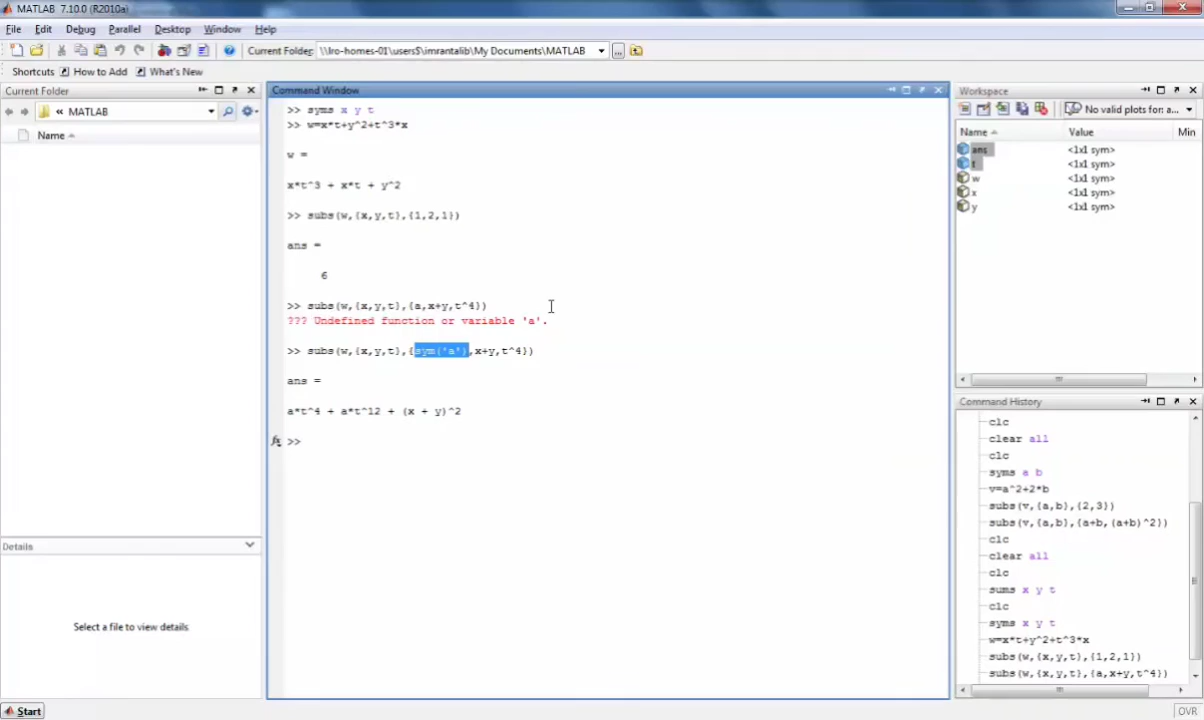 MATLAB 7.10.0 (R2010a)
File Edit Debug Parallel Desktop Window Help
Current Folder: \\lro-homes-01\users$\imrantalib\My Documents\MATLAB
Shortcuts How to Add What's New
Current Folder
« MATLAB
Name
Details
Select a file to view details
Command Window
>> syms x y t
>> w=x*t+y^2+t^3*x
w =
x*t^3 + x*t + y^2
>> subs(w,{x,y,t},{1,2,1})
ans =
6
>> subs(w,{x,y,t},{a,x+y,t^4})
??? Undefined function or variable 'a'.
>> subs(w,{x,y,t},{sym('a'),x+y,t^4})
ans =
a*t^4 + a*t^12 + (x + y)^2
fx >>
Workspace
No valid plots for: a...
Name Value Min
ans <1x1 sym>
t <1x1 sym>
w <1x1 sym>
x <1x1 sym>
y <1x1 sym>
Command History
clc
clear all
clc
syms a b
v=a^2+2*b
subs(v,{a,b},{2,3})
subs(v,{a,b},{a+b,(a+b)^2})
clc
clear all
clc
sums x y t
clc
syms x y t
w=x*t+y^2+t^3*x
subs(w,{x,y,t},{1,2,1})
subs(w,{x,y,t},{a,x+y,t^4})
Start
OVR